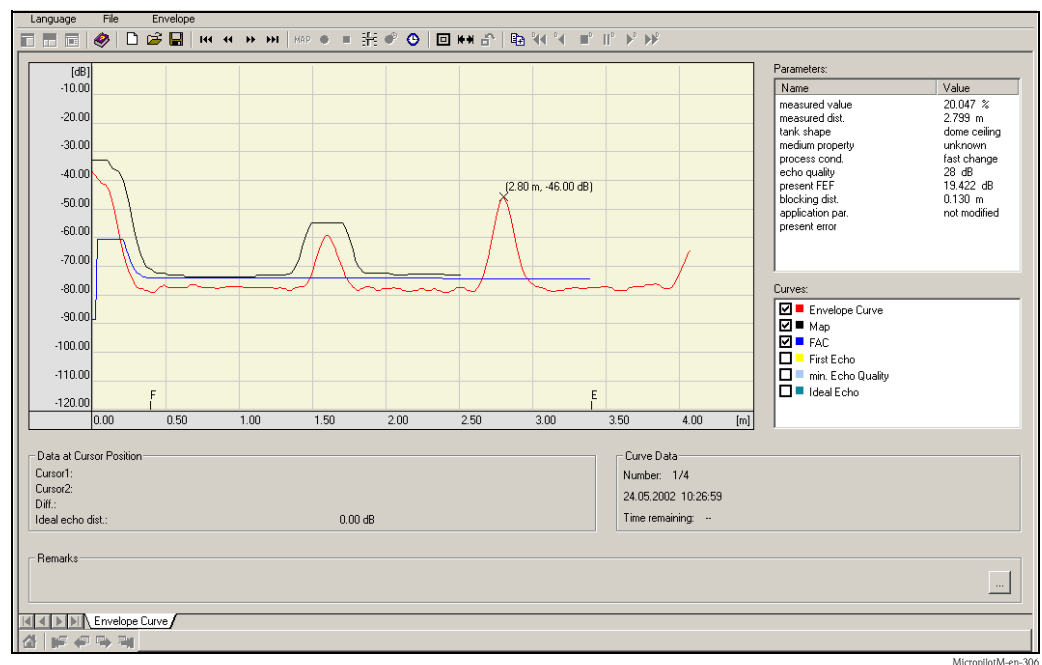 Language File Envelope
MAP
[dB]
-10.00
-20.00
-30.00
-40.00
-50.00
-60.00
-70.00
-80.00
-90.00
-100.00
-110.00
-120.00
(2.80 m, -46.00 dB)
F
E
0.00 0.50 1.00 1.50 2.00 2.50 3.00 3.50 4.00 [m]
Parameters:
Name Value
measured value 20.047 %
measured dist. 2.799 m
tank shape dome ceiling
medium property unknown
process cond. fast change
echo quality 28 dB
present FEF 19.422 dB
blocking dist. 0.130 m
application par. not modified
present error
Curves:
Envelope Curve
Map
FAC
First Echo
min. Echo Quality
Ideal Echo
Data at Cursor Position
Cursor1:
Cursor2:
Diff.:
Ideal echo dist.: 0.00 dB
Curve Data
Number: 1/4
24.05.2002 10:26:59
Time remaining: --
Remarks
...
Envelope Curve
MicropilotM-en-306